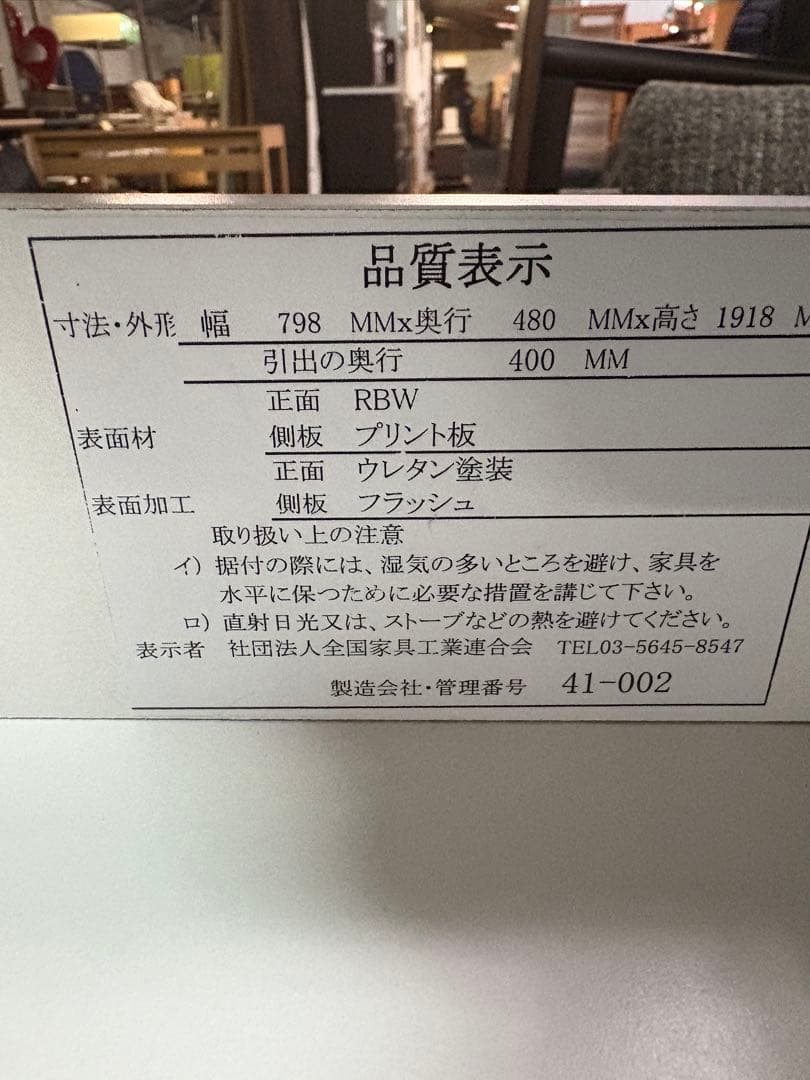 品質表示
寸法・外形 幅 798 MMx奥行 480 MMx高さ 1918 M
引出の奥行 400 MM
正面 RBW
表面材 側板 プリント板
正面 ウレタン塗装
表面加工 側板 フラッシュ
取り扱い上の注意
イ) 据付の際には、湿気の多いところを避け、家具を
水平に保つために必要な措置を講じて下さい。
ロ) 直射日光又は、ストーブなどの熱を避けてください。
表示者 社団法人全国家具工業連合会 TEL03-5645-8547
製造会社・管理番号 41-002